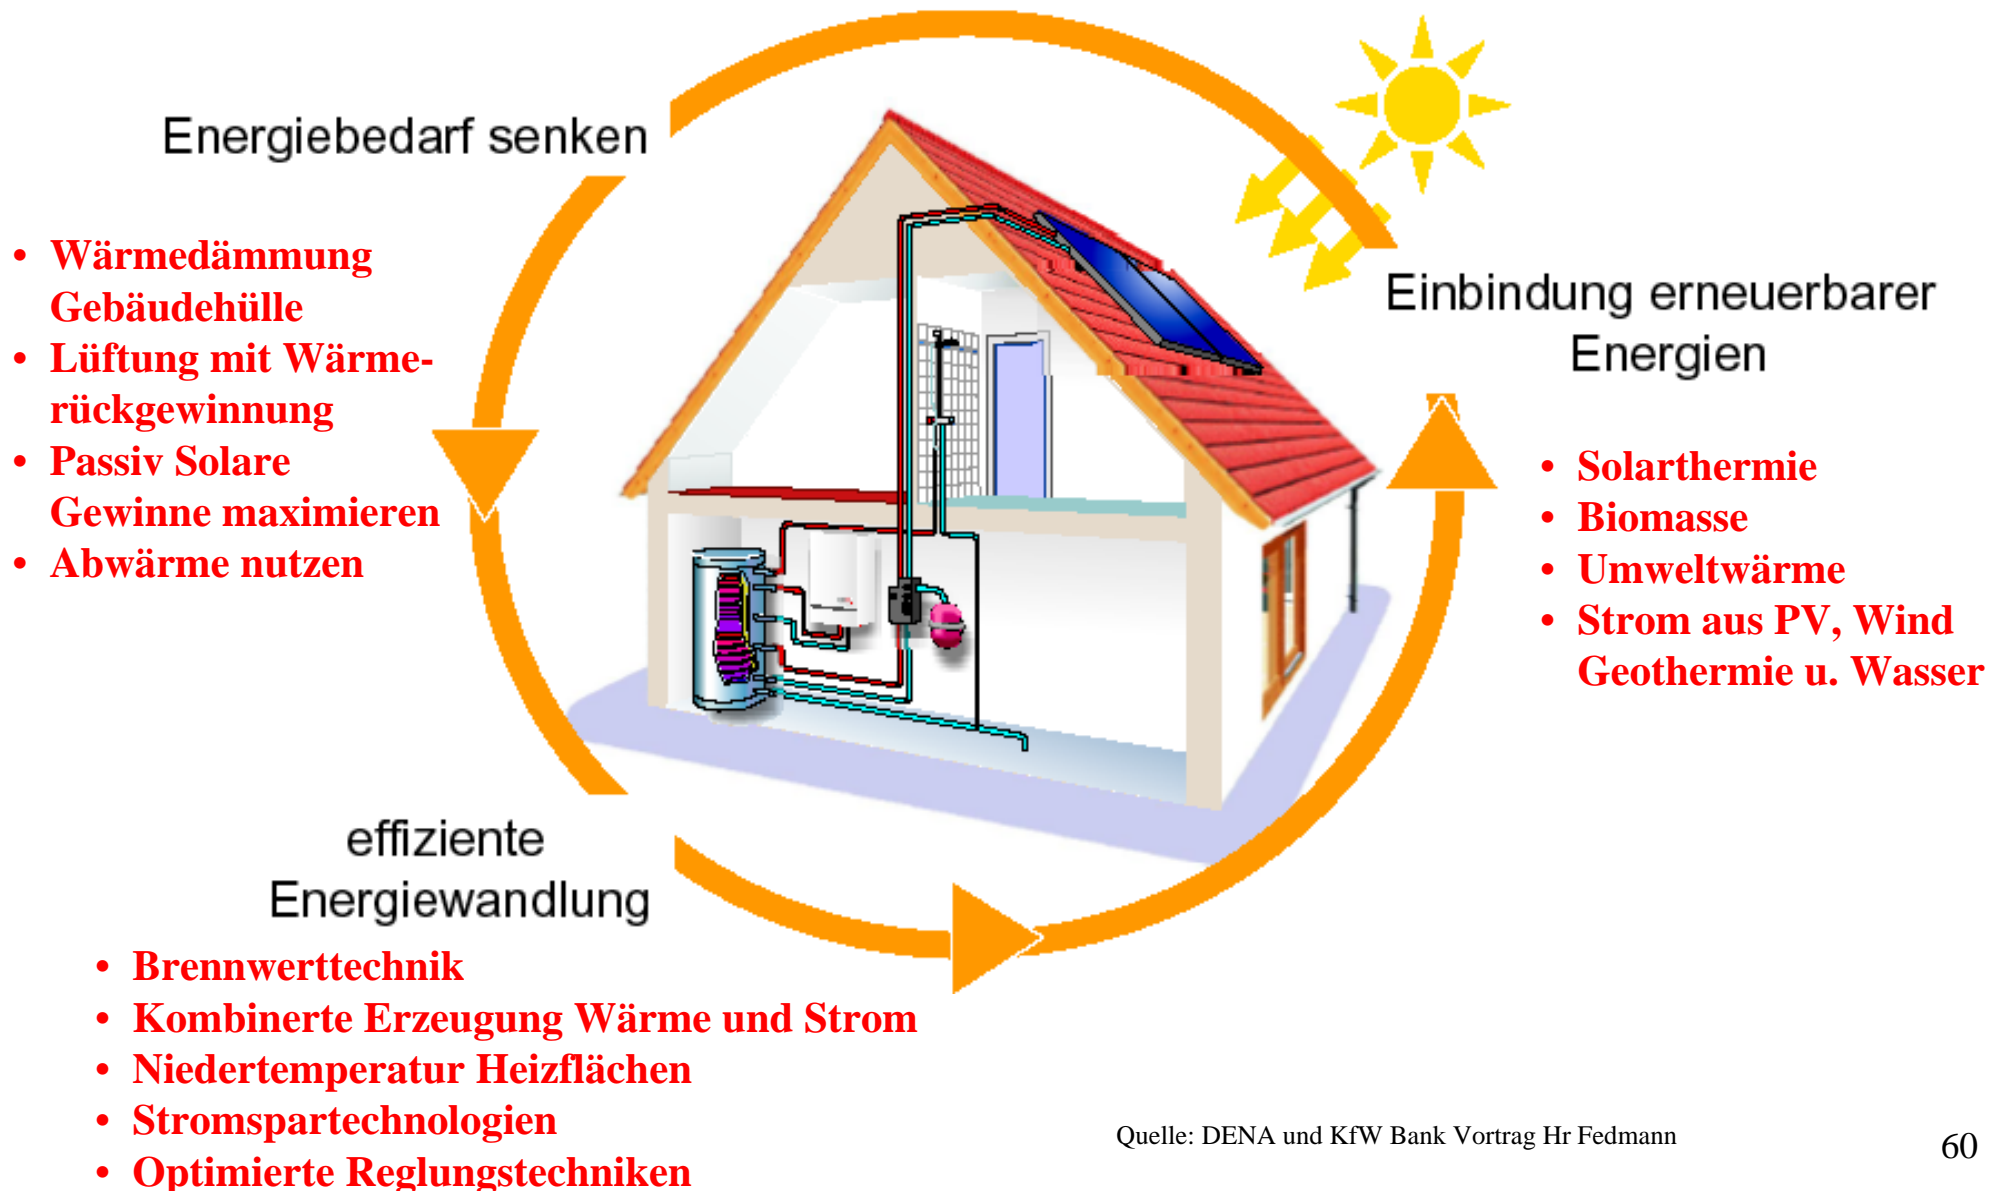 Energiebedarf senken
• Wärmedämmung
Gebäudehülle
• Lüftung mit Wärme-
rückgewinnung
• Passiv Solare
Gewinne maximieren
• Abwärme nutzen
Einbindung erneuerbarer
Energien
• Solarthermie
• Biomasse
• Umweltwärme
• Strom aus PV, Wind
Geothermie u. Wasser
effiziente
Energiewandlung
• Brennwerttechnik
• Kombinerte Erzeugung Wärme und Strom
• Niedertemperatur Heizflächen
• Stromspartechnologien
• Optimierte Reglungstechniken
Quelle: DENA und KfW Bank Vortrag Hr Fedmann
60